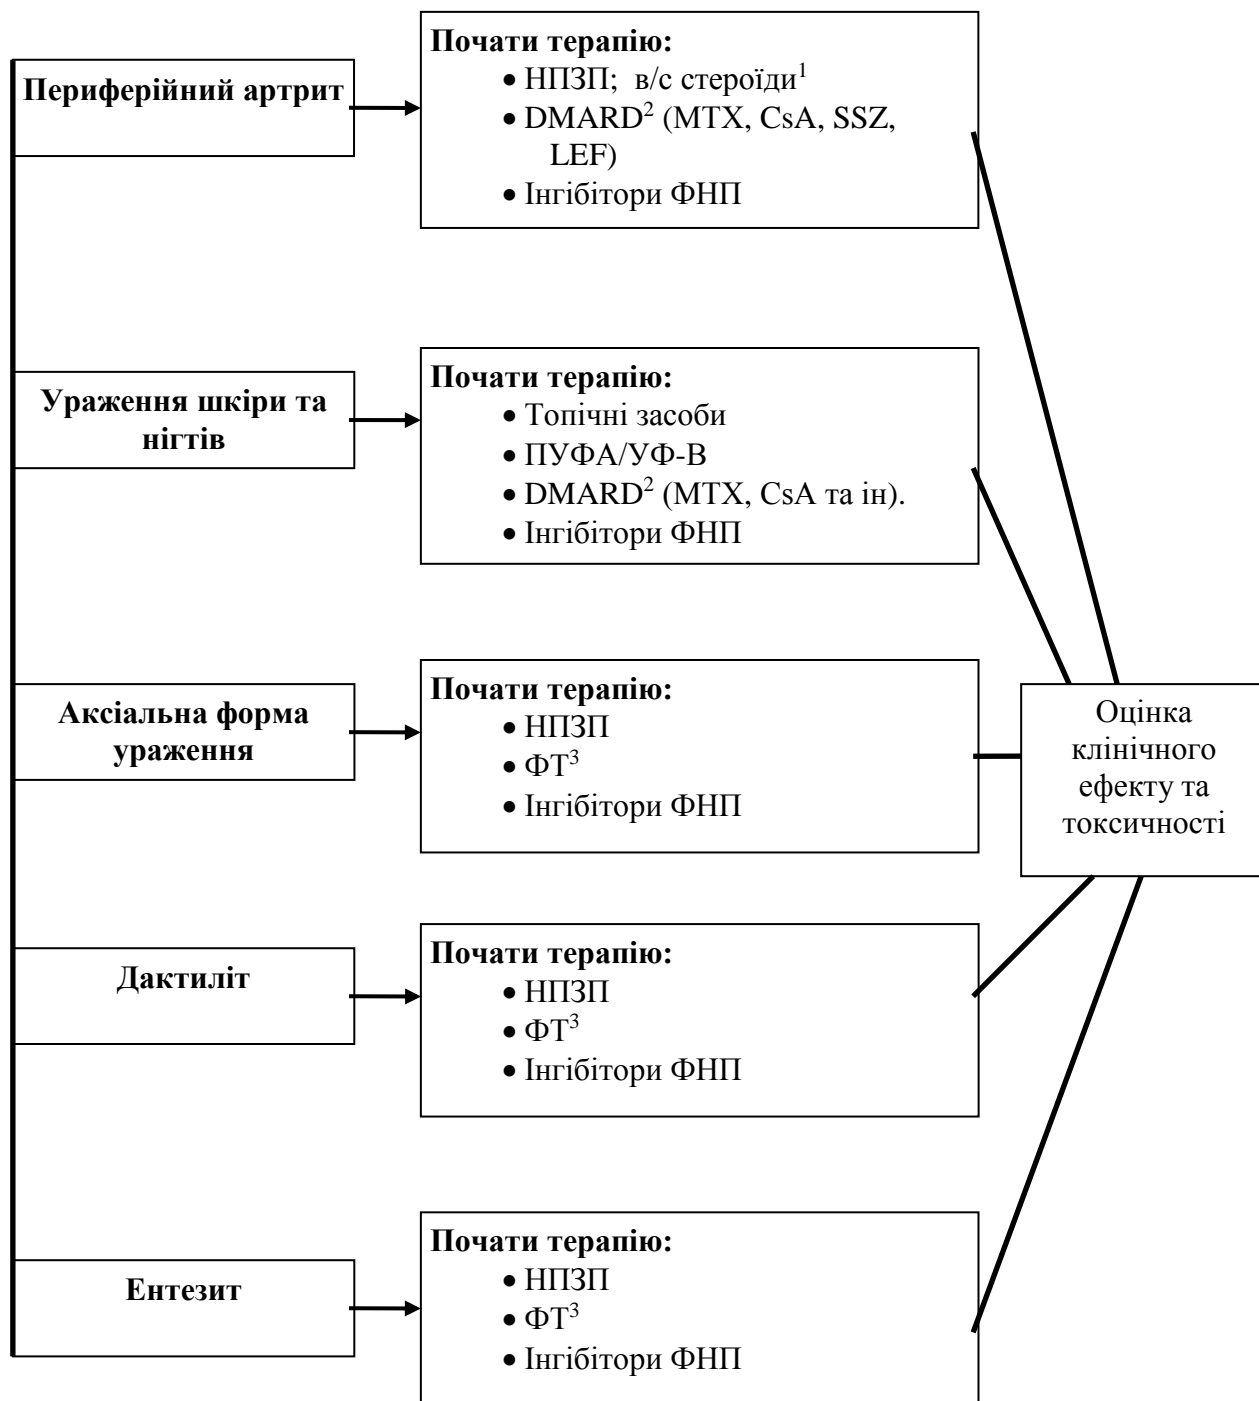 Периферійний артрит
Почати терапію:
• НПЗП;  в/с стероїди¹
• DMARD² (MTX, CsA, SSZ,
LEF)
• Інгібітори ФНП
Ураження шкіри та
нігтів
Почати терапію:
• Топічні засоби
• ПУФА/УФ-В
• DMARD² (MTX, CsA та ін).
• Інгібітори ФНП
Аксіальна форма
ураження
Почати терапію:
• НПЗП
• ФТ³
• Інгібітори ФНП
Дактиліт
Почати терапію:
• НПЗП
• ФТ³
• Інгібітори ФНП
Ентезит
Почати терапію:
• НПЗП
• ФТ³
• Інгібітори ФНП
Оцінка
клінічного
ефекту та
токсичності